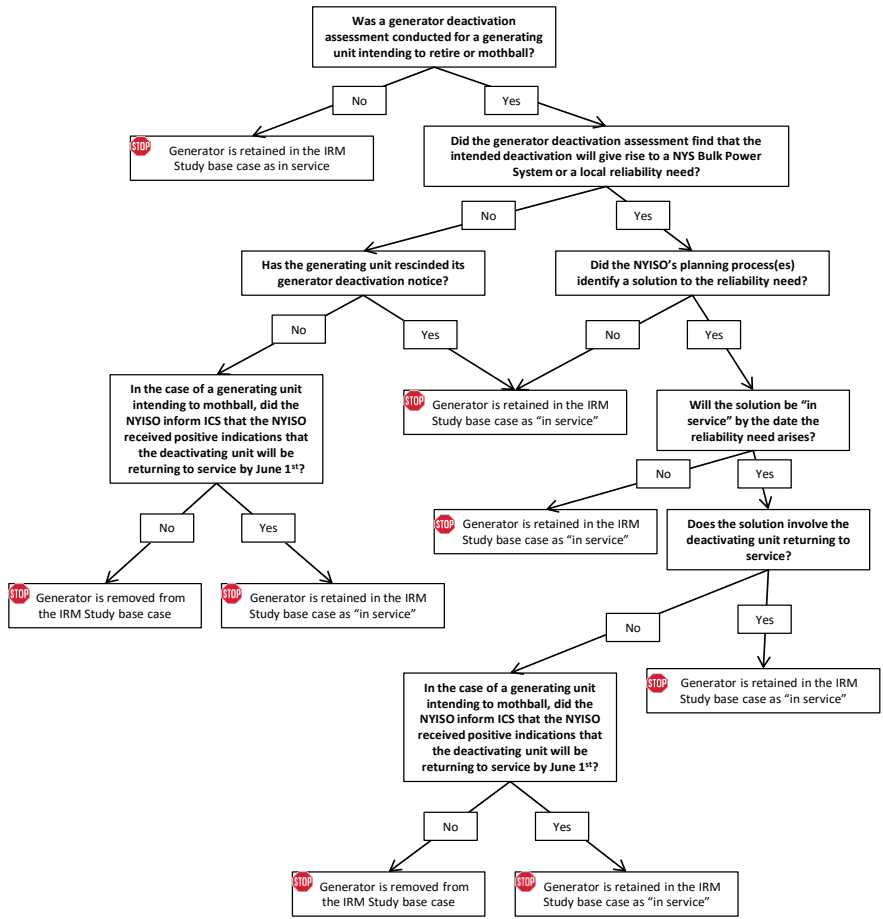 Was a generator deactivation
assessment conducted for a generating
unit intending to retire or mothball?
No
Yes
STOP
Generator is retained in the IRM
Study base case as in service
Did the generator deactivation assessment find that the
intended deactivation will give rise to a NYS Bulk Power
System or a local reliability need?
No
Yes
Has the generating unit rescinded its
generator deactivation notice?
Did the NYISO’s planning process(es)
identify a solution to the reliability need?
No
Yes
No
Yes
In the case of a generating unit
intending to mothball, did the
NYISO inform ICS that the NYISO
received positive indications that
the deactivating unit will be
returning to service by June 1st?
STOP
Generator is retained in the IRM
Study base case as “in service”
Will the solution be “in
service” by the date the
reliability need arises?
No
Yes
No
Yes
STOP
Generator is retained in the IRM
Study base case as “in service”
Does the solution involve the
deactivating unit returning to
service?
STOP
Generator is removed from
the IRM Study base case
STOP
Generator is retained in the IRM
Study base case as “in service”
No
Yes
In the case of a generating unit
intending to mothball, did the
NYISO inform ICS that the NYISO
received positive indications that
the deactivating unit will be
returning to service by June 1st?
STOP
Generator is retained in the IRM
Study base case as “in service”
No
Yes
STOP
Generator is removed from
the IRM Study base case
STOP
Generator is retained in the IRM
Study base case as “in service”